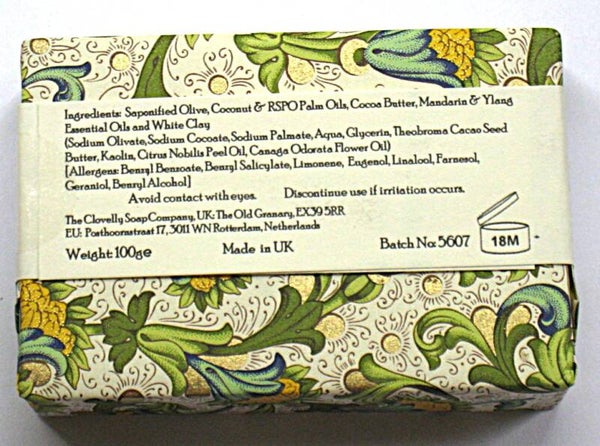 Ingredients: Saponified Olive, Coconut & RSPO Palm Oils, Cocoa Butter, Mandarin & Ylang
Essential Oils and White Clay
(Sodium Olivate, Sodium Cocoate, Sodium Palmate, Aqua, Glycerin, Theobroma Cacao Seed
Butter, Kaolin, Citrus Nobilis Peel Oil, Canaga Odorata Flower Oil)
[Allergens: Benzyl Benzoate, Benzyl Salicylate, Limonene, Eugenol, Linalool, Farnesol,
Geraniol, Benzyl Alcohol]
Avoid contact with eyes. Discontinue use if irritation occurs.
The Clovelly Soap Company, UK: The Old Granary, EX39 5RR
EU: Posthoornstraat 17, 3011 WN Rotterdam, Netherlands
Weight: 100ge Made in UK Batch No: 5607 18M